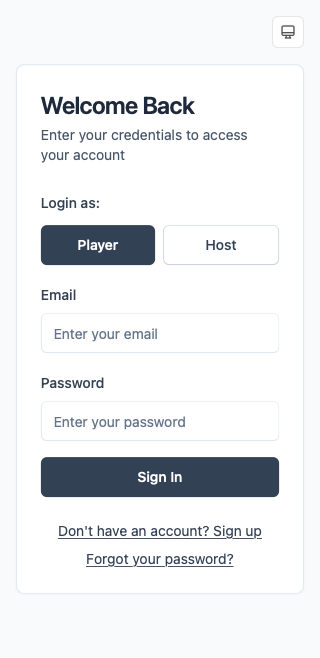 Welcome Back
Enter your credentials to access
your account
Login as:
Player
Host
Email
Enter your email
Password
Enter your password
Sign In
Don't have an account? Sign up
Forgot your password?